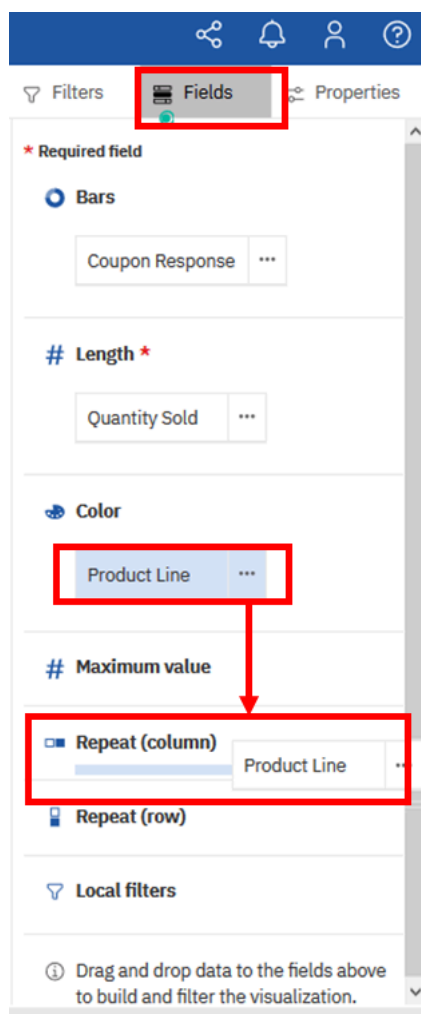 Filters Fields Properties
* Required field
Bars
Coupon Response ...
# Length *
Quantity Sold ...
Color
Product Line ...
# Maximum value
Repeat (column)
Product Line ...
Repeat (row)
Local filters
Drag and drop data to the fields above
to build and filter the visualization.